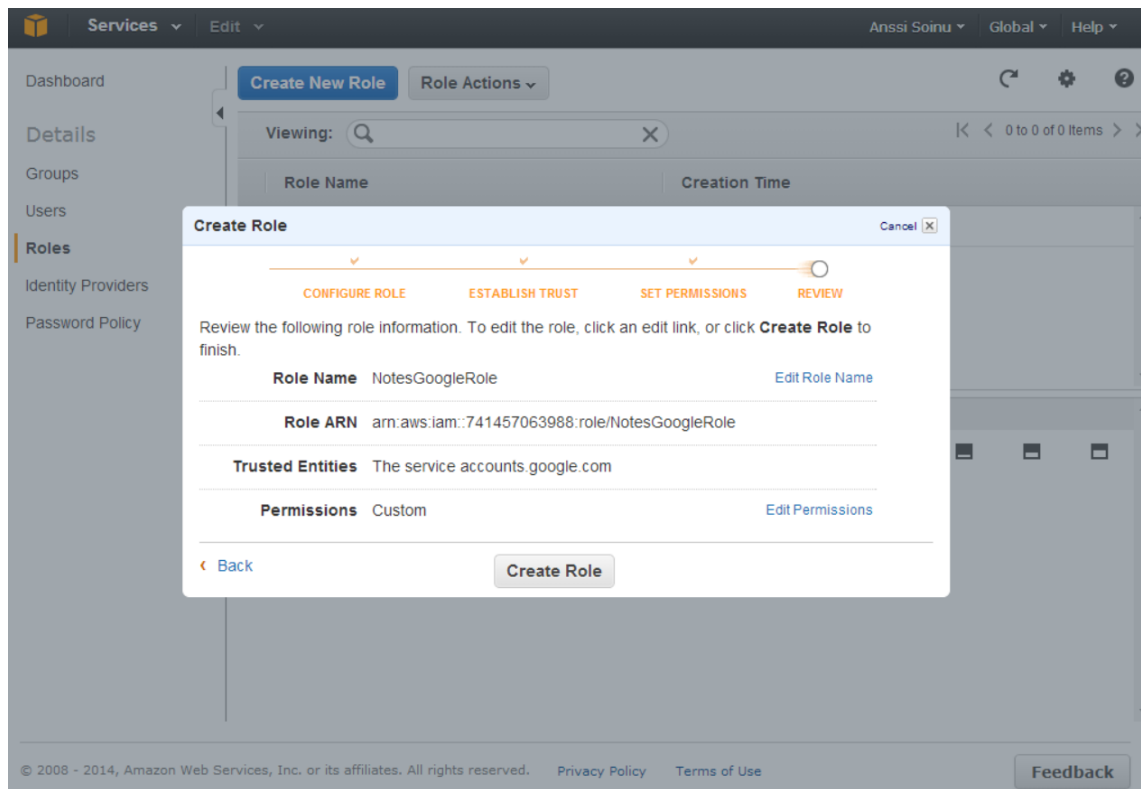 Services Edit Anssi Soinu Global Help
Dashboard
Create New Role Role Actions
Details
Viewing: 0 to 0 of 0 Items
Groups
Role Name Creation Time
Users
Create Role Cancel
Roles
CONFIGURE ROLE ESTABLISH TRUST SET PERMISSIONS REVIEW
Identity Providers
Password Policy
Review the following role information. To edit the role, click an edit link, or click Create Role to
finish.
Role Name NotesGoogleRole Edit Role Name
Role ARN arn:aws:iam::741457063988:role/NotesGoogleRole
Trusted Entities The service accounts.google.com
Permissions Custom Edit Permissions
Back Create Role
© 2008 - 2014, Amazon Web Services, Inc. or its affiliates. All rights reserved. Privacy Policy Terms of Use Feedback